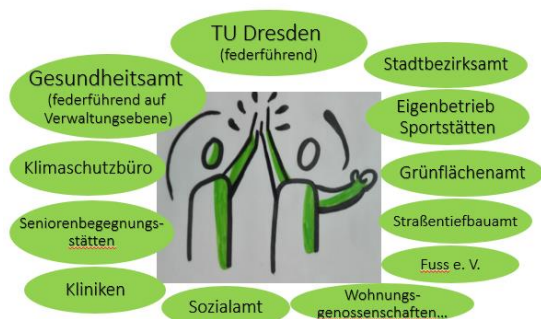 TU Dresden
(federführend)
Gesundheitsamt
(federführend auf
Verwaltungsebene)
Stadtbezirksamt
Eigenbetrieb
Sportstätten
Klimaschutzbüro
Grünflächenamt
Seniorenbegegnungs-
stätten
Straßentiefbauamt
Fuss e. V.
Kliniken
Sozialamt
Wohnungs-
genossenschaften...